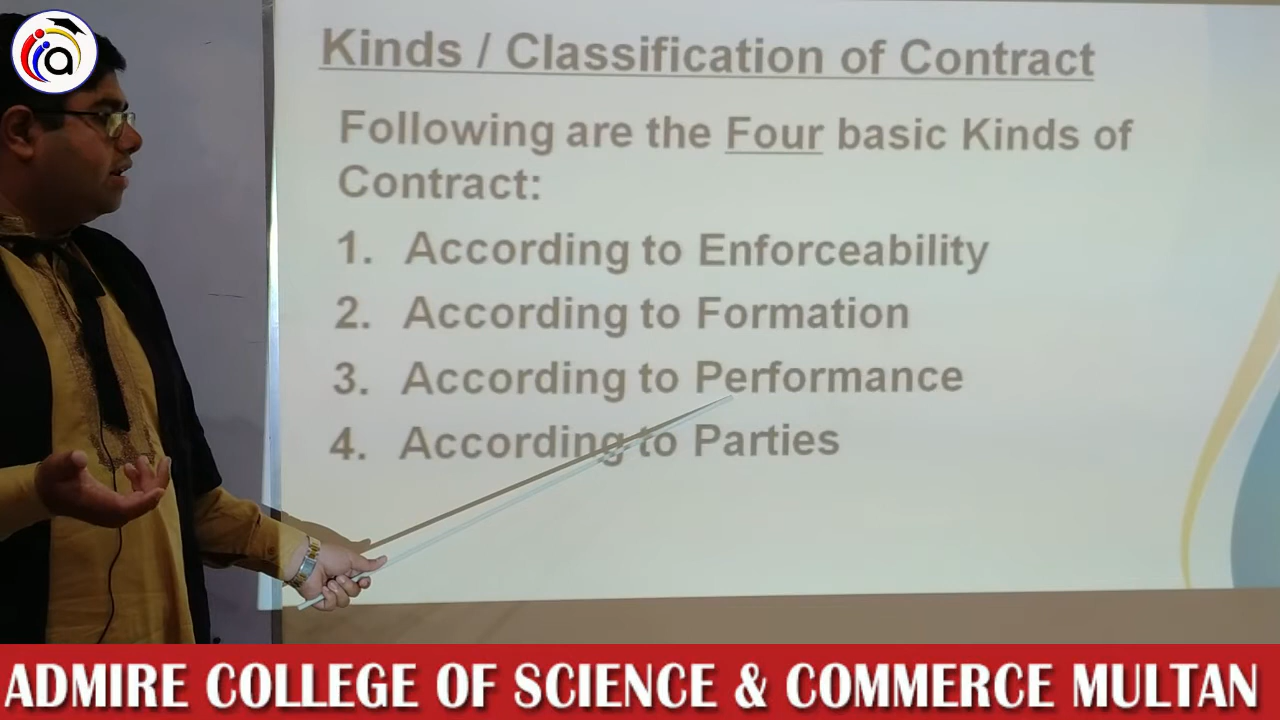 a
Kinds / Classification of Contract
Following are the Four basic Kinds of
Contract:
1. According to Enforceability
2. According to Formation
3. According to Performance
4. According to Parties
ADMIRE COLLEGE OF SCIENCE & COMMERCE MULTAN